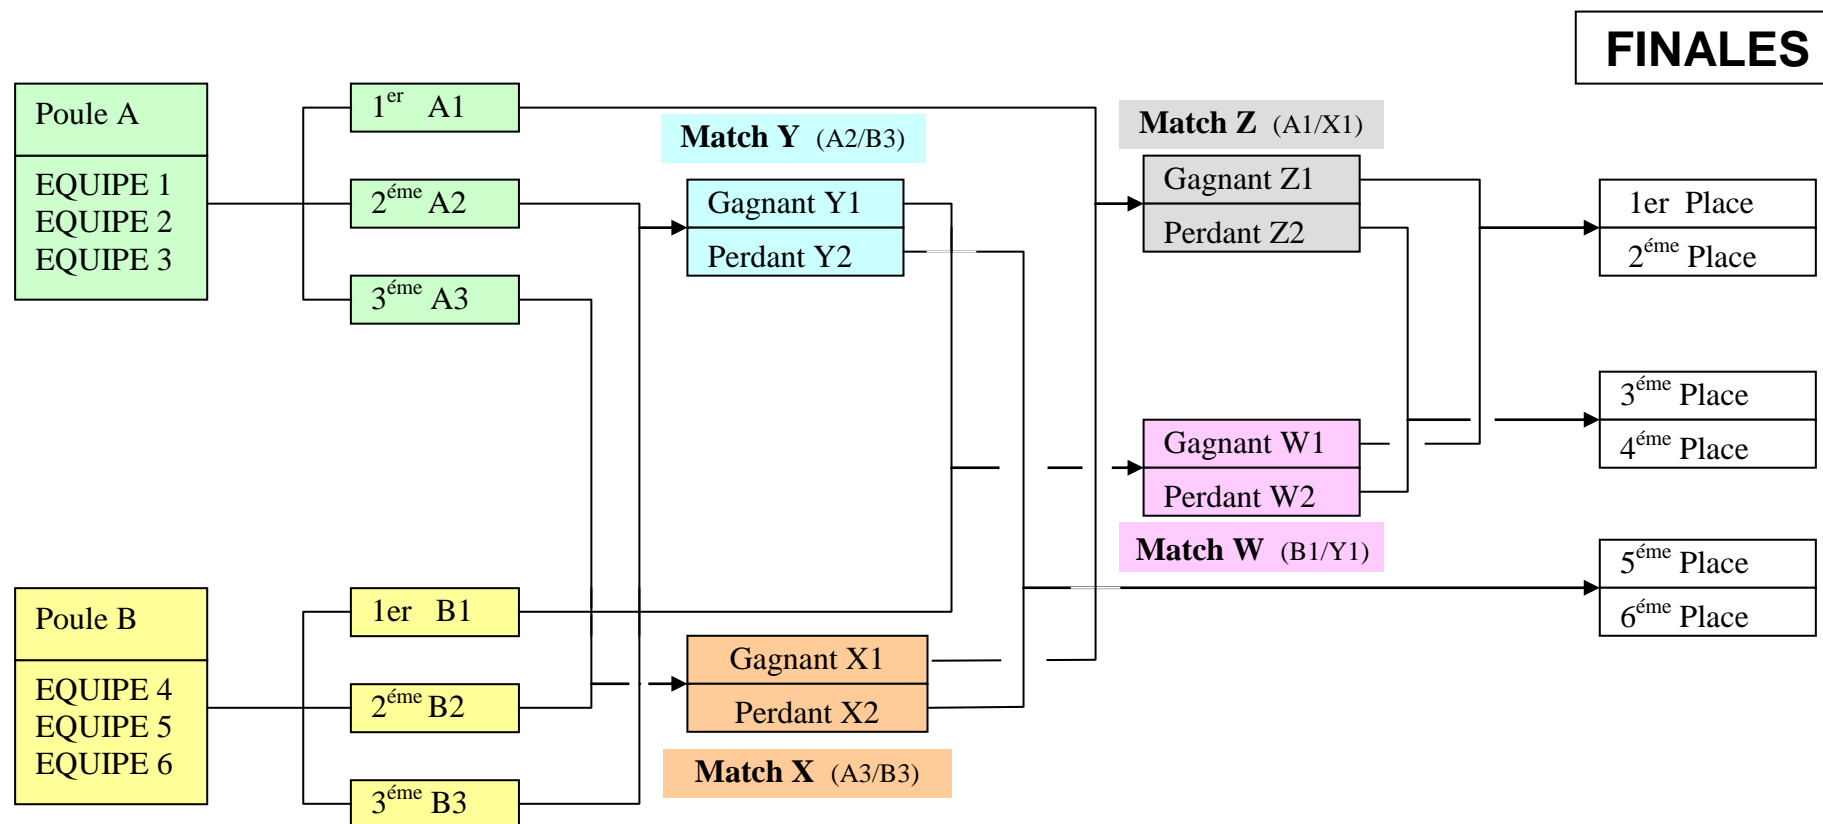 FINALES
Poule A
EQUIPE 1
EQUIPE 2
EQUIPE 3
1er A1
2éme A2
3éme A3
Match Y (A2/B3)
Gagnant Y1
Perdant Y2
Match Z (A1/X1)
Gagnant Z1
Perdant Z2
1er Place
2éme Place
3éme Place
4éme Place
Gagnant W1
Perdant W2
Match W (B1/Y1)
5éme Place
6éme Place
Poule B
EQUIPE 4
EQUIPE 5
EQUIPE 6
1er B1
2éme B2
3éme B3
Gagnant X1
Perdant X2
Match X (A3/B3)